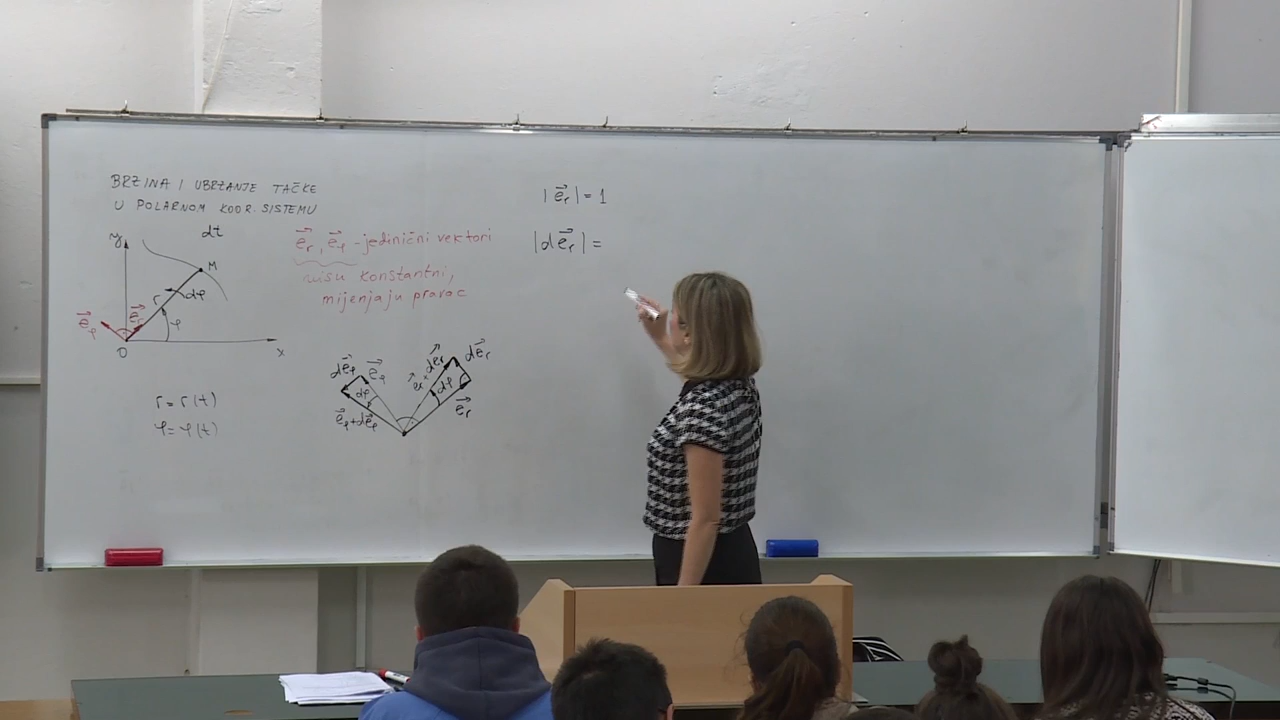 BRZINA I UBRZANJE TAČKE
U POLARNOM KOOR. SISTEMU
y
dt
M
r
dφ
e⃗φ
e⃗r
φ
O
x
r = r(t)
φ = φ(t)
e⃗r, e⃗φ - jedinični vektori
nisu konstantni,
mijenjaju pravac
de⃗φ
e⃗φ
dφ
e⃗φ+de⃗φ
e⃗r+de⃗r
de⃗r
dφ
e⃗r
|e⃗r| = 1
|de⃗r| =